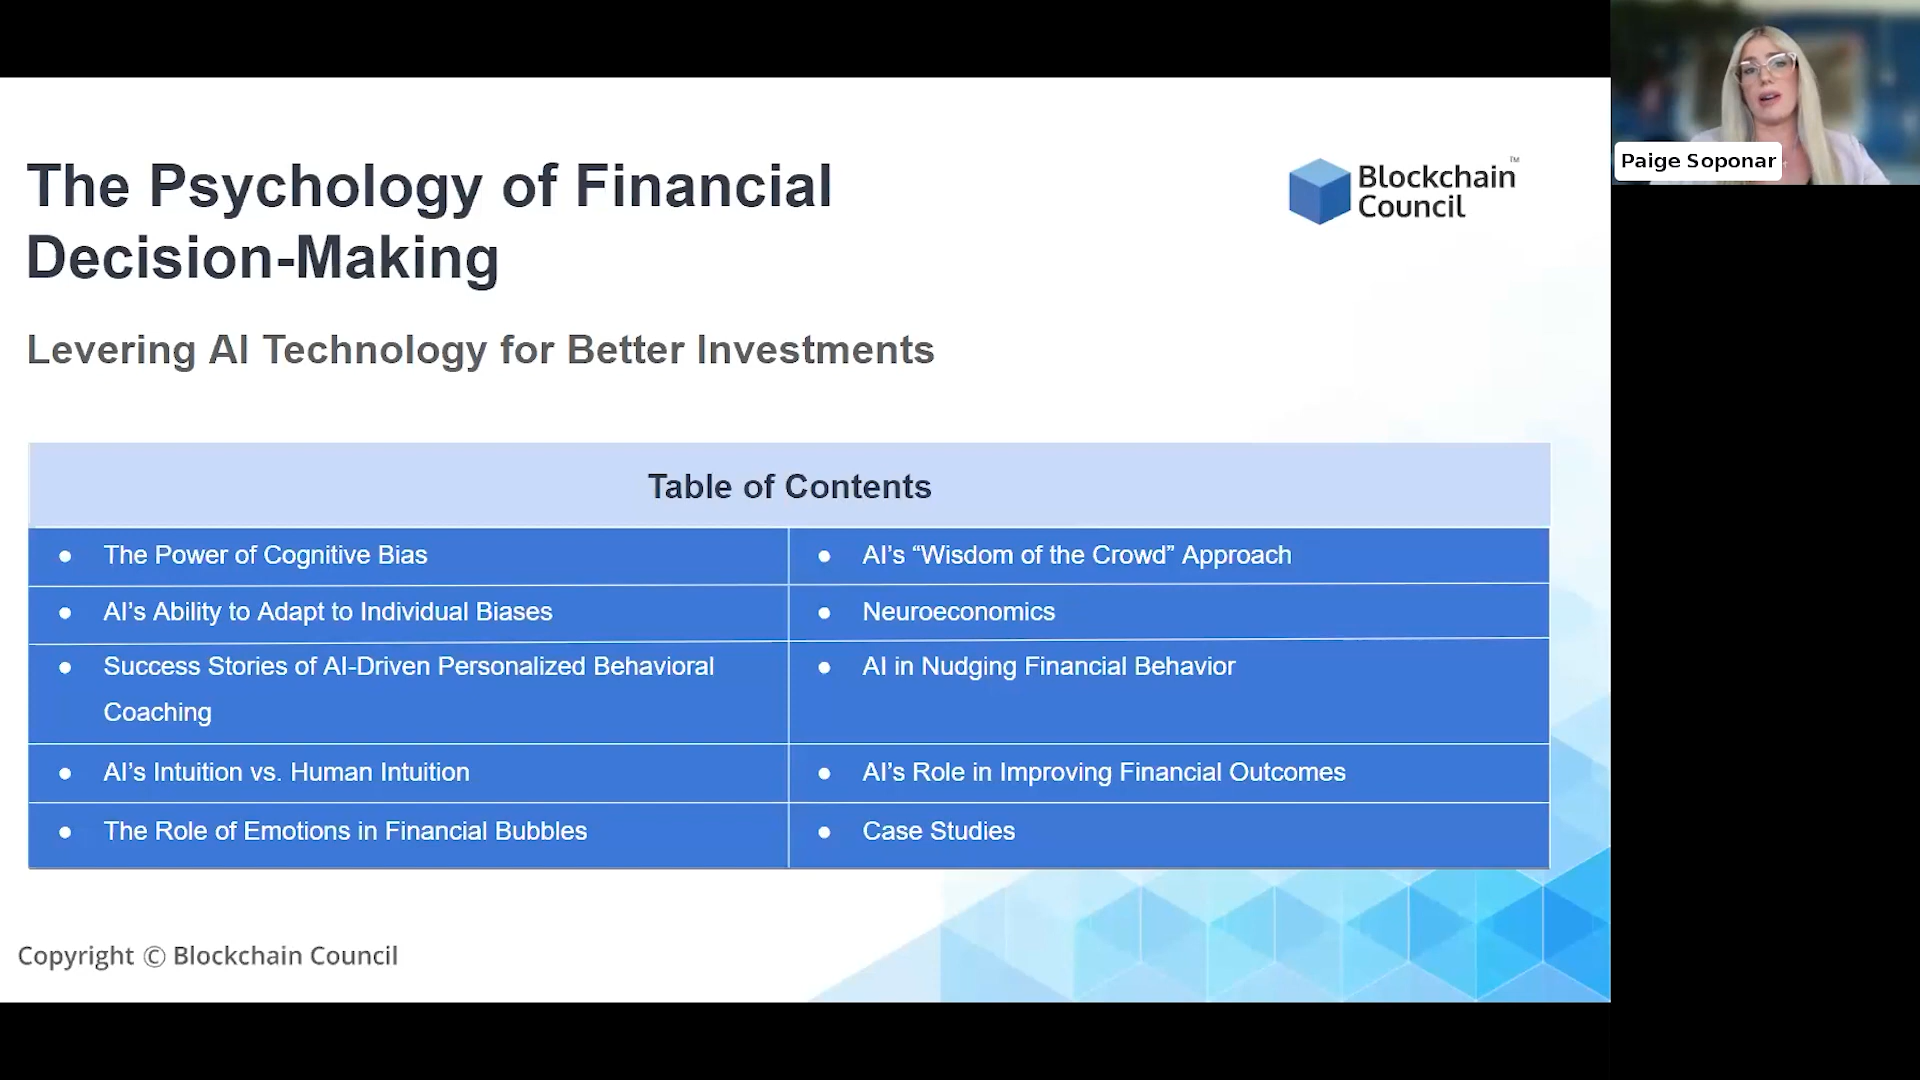 The Psychology of Financial
Decision-Making
Blockchain™
Council
Levering AI Technology for Better Investments
Table of Contents
● The Power of Cognitive Bias
● AI’s “Wisdom of the Crowd” Approach
● AI’s Ability to Adapt to Individual Biases
● Neuroeconomics
● Success Stories of AI-Driven Personalized Behavioral
Coaching
● AI in Nudging Financial Behavior
● AI’s Intuition vs. Human Intuition
● AI’s Role in Improving Financial Outcomes
● The Role of Emotions in Financial Bubbles
● Case Studies
Copyright © Blockchain Council
Paige Soponar